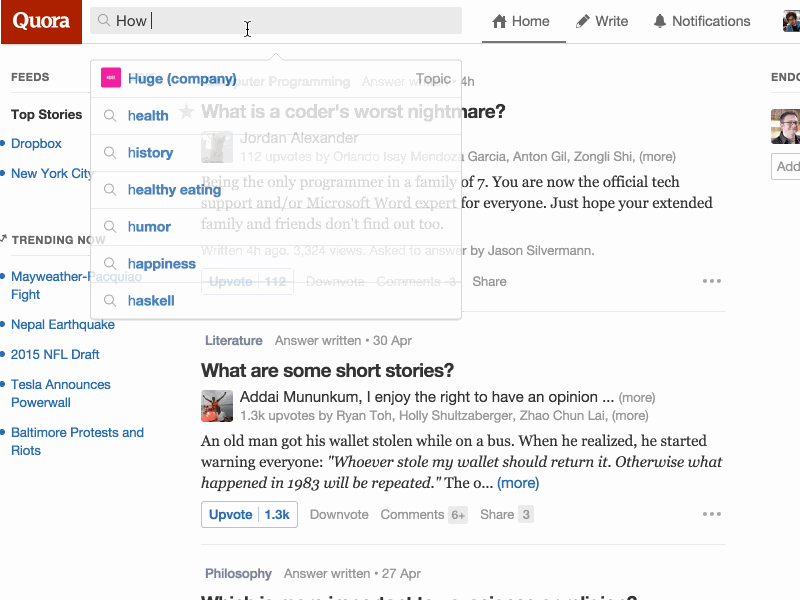 Quora
How
Home
Write
Notifications
FEEDS
Top Stories
Dropbox
New York City
TRENDING NOW
Mayweather-Pacquiao
Fight
Nepal Earthquake
2015 NFL Draft
Tesla Announces
Powerwall
Baltimore Protests and
Riots
Huge (company)
Topic
health
history
healthy eating
humor
happiness
haskell
Computer Programming Answer written • 4h
What is a coder's worst nightmare?
Jordan Alexander
112 upvotes by Orlando Isay Mendoza Garcia, Anton Gil, Zongli Shi, (more)
Being the only programmer in a family of 7. You are now the official tech
support and/or Microsoft Word expert for everyone. Just hope your extended
family and friends don't find out too.
Written 4h ago. 3,324 views. Asked to answer by Jason Silvermann.
Upvote 112 Downvote Comments 3 Share
Literature Answer written • 30 Apr
What are some short stories?
Addai Mununkum, I enjoy the right to have an opinion ... (more)
1.3k upvotes by Ryan Toh, Holly Shultzaberger, Zhao Chun Lai, (more)
An old man got his wallet stolen while on a bus. When he realized, he started
warning everyone: "Whoever stole my wallet should return it. Otherwise what
happened in 1983 will be repeated." The o... (more)
Upvote 1.3k Downvote Comments 6+ Share 3
Philosophy Answer written • 27 Apr
ENDO
Add